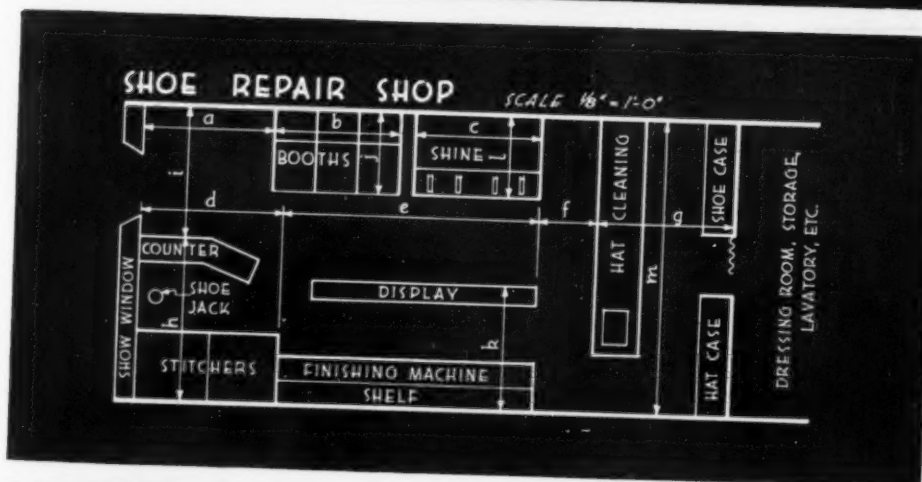 SHOE REPAIR SHOP
SCALE 1/8" = 1'-0"
a
b
c
BOOTHS
j
SHINE
l
i
d
e
f
g
HAT CLEANING
SHOE CASE
m
COUNTER
SHOE
JACK
h
DISPLAY
k
SHOW WINDOW
STITCHERS
FINISHING MACHINE
SHELF
HAT CASE
DRESSING ROOM, STORAGE,
LAVATORY, ETC.